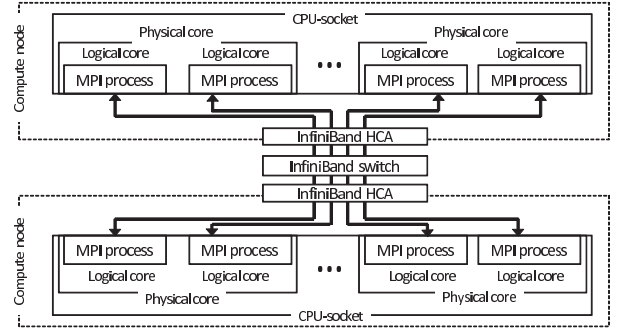 Compute node
CPU-socket
Physical core Physical core
Logical core Logical core Logical core Logical core
MPI process MPI process MPI process MPI process
InfiniBand HCA
InfiniBand switch
InfiniBand HCA
Compute node
MPI process MPI process MPI process MPI process
Logical core Logical core Logical core Logical core
Physical core Physical core
CPU-socket